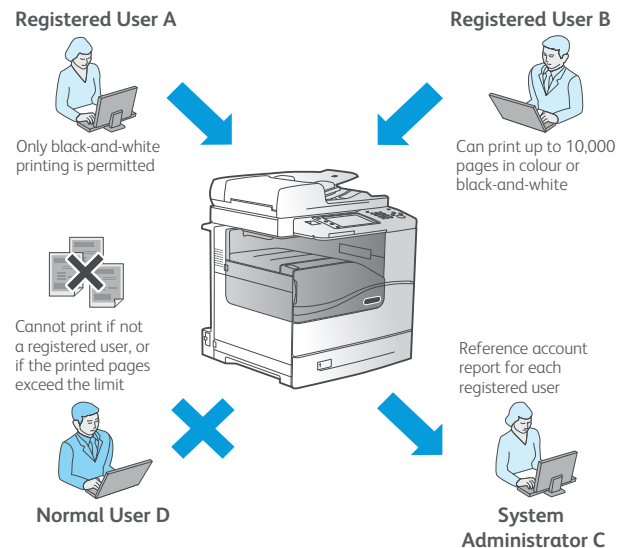 Registered User A
Only black-and-white
printing is permitted
Registered User B
Can print up to 10,000
pages in colour or
black-and-white
Cannot print if not
a registered user, or
if the printed pages
exceed the limit
Normal User D
Reference account
report for each
registered user
System
Administrator C